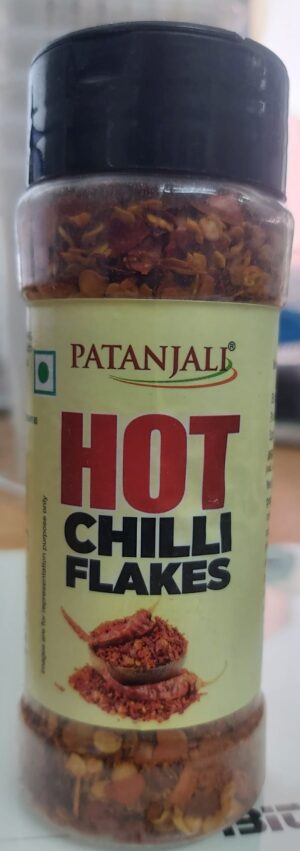 PATANJALI®
HOT
CHILLI
FLAKES
Images are for representation purpose only